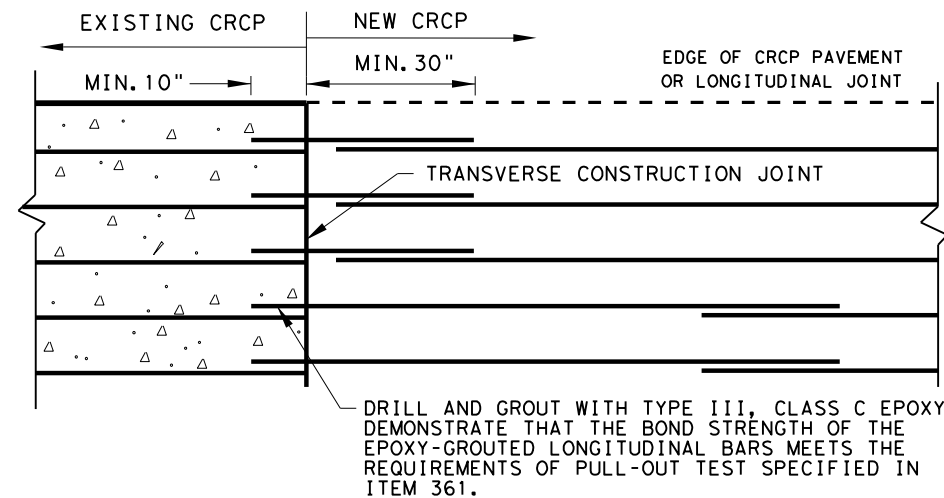 EXISTING CRCP
NEW CRCP
MIN. 10"
MIN. 30"
EDGE OF CRCP PAVEMENT
OR LONGITUDINAL JOINT
TRANSVERSE CONSTRUCTION JOINT
DRILL AND GROUT WITH TYPE III, CLASS C EPOXY
DEMONSTRATE THAT THE BOND STRENGTH OF THE
EPOXY-GROUTED LONGITUDINAL BARS MEETS THE
REQUIREMENTS OF PULL-OUT TEST SPECIFIED IN
ITEM 361.